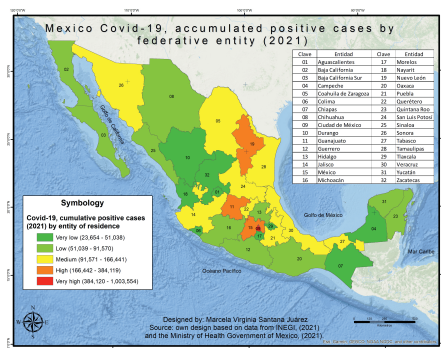 Mexico Covid-19, accumulated positive cases by
federative entity (2021)
Clave Entidad Clave Entidad
01 Aguascalientes 17 Morelos
02 Baja California 18 Nayarit
03 Baja California Sur 19 Nuevo León
04 Campeche 20 Oaxaca
05 Coahuila de Zaragoza 21 Puebla
06 Colima 22 Querétero
07 Chiapas 23 Quintana Roo
08 Chihuahua 24 San Luis Potosí
09 Ciudad de México 25 Sinaloa
10 Durango 26 Sonora
11 Guanajuato 27 Tabasco
12 Guerrero 28 Tamaulipas
13 Hidalgo 29 Tlaxcala
14 Jalisco 30 Veracruz
15 México 31 Yucatán
16 Michoacán 32 Zacatecas
Golfo de California
Golfo de México
Mar Caribe
Oceano Pacífico
Symbology
Covid-19, cumulative positive cases
(2021) by entity of residence
Very low (23,654 - 51,038)
Low (51,039 - 91,570)
Medium (91,571 - 166,441)
High (166,442 - 384,119)
Very high (384,120 - 1,003,554)
Designed by: Marcela Virginia Santana Juárez
Source: own design based on data from INEGI, (2021)
and the Ministry of Health Government of Mexico, (2021)